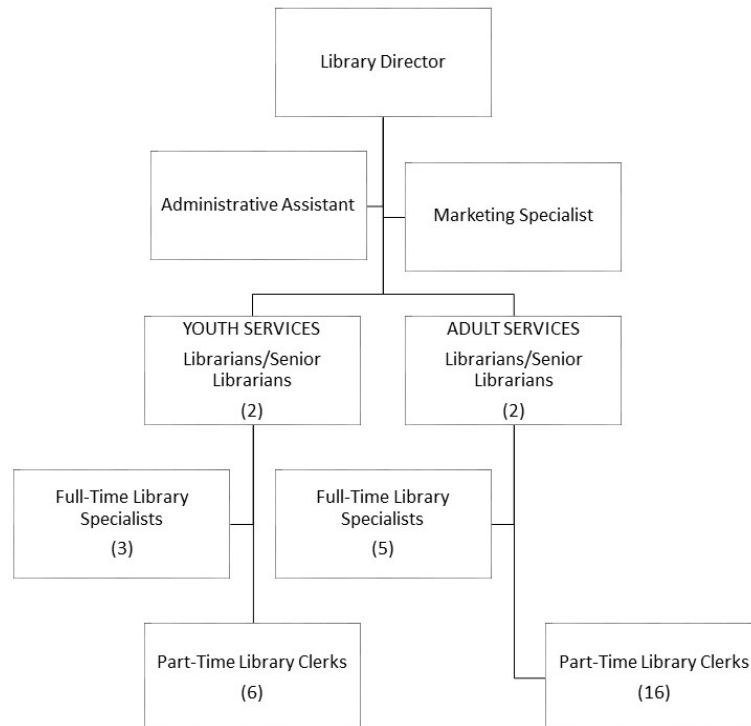 Library Director
Administrative Assistant
Marketing Specialist
YOUTH SERVICES
Librarians/Senior
Librarians
(2)
ADULT SERVICES
Librarians/Senior
Librarians
(2)
Full-Time Library
Specialists
(3)
Full-Time Library
Specialists
(5)
Part-Time Library Clerks
(6)
Part-Time Library Clerks
(16)